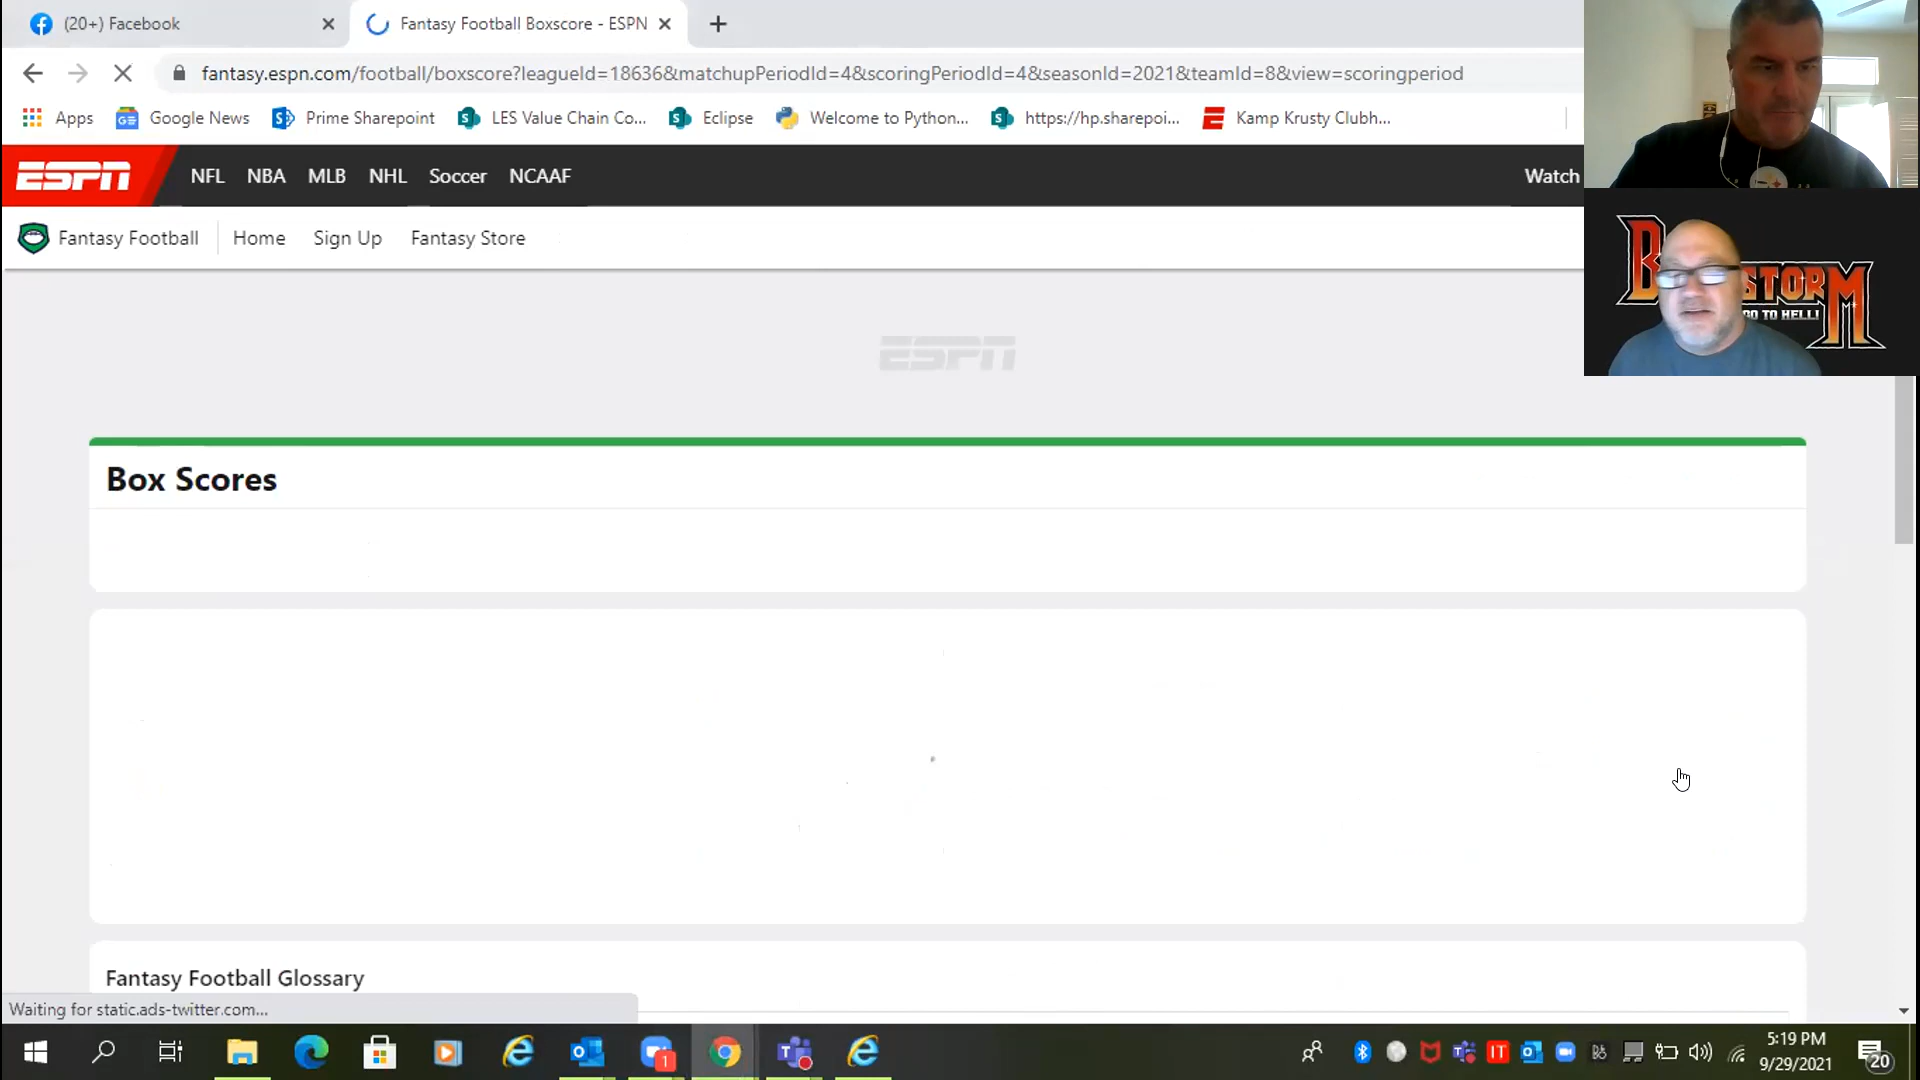 (20+) Facebook
Fantasy Football Boxscore - ESPN
fantasy.espn.com/football/boxscore?leagueId=18636&matchupPeriodId=4&scoringPeriodId=4&seasonId=2021&teamId=8&view=scoringperiod
Apps
Google News
Prime Sharepoint
LES Value Chain Co...
Eclipse
Welcome to Python...
https://hp.sharepoi...
Kamp Krusty Clubh...
ESPN
NFL
NBA
MLB
NHL
Soccer
NCAAF
Watch
Fantasy Football
Home
Sign Up
Fantasy Store
TO HELL!
ESPN
Box Scores
Fantasy Football Glossary
Waiting for static.ads-twitter.com...
1
IT
5:19 PM
9/29/2021
20